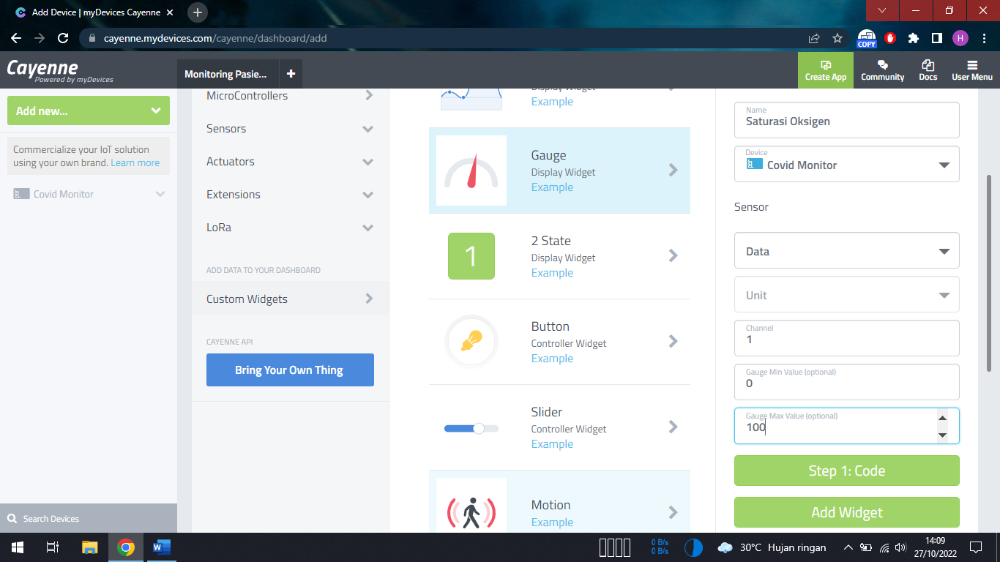 Add Device | myDevices Cayenne
cayenne.mydevices.com/cayenne/dashboard/add
COPY
H
Cayenne
Powered by myDevices
Monitoring Pasie...
Create App
Community
Docs
User Menu
Add new...
Commercialize your IoT solution
using your own brand. Learn more
Covid Monitor
Search Devices
MicroControllers
Sensors
Actuators
Extensions
LoRa
ADD DATA TO YOUR DASHBOARD
Custom Widgets
CAYENNE API
Bring Your Own Thing
Display Widget
Example
Gauge
Display Widget
Example
1
2 State
Display Widget
Example
Button
Controller Widget
Example
Slider
Controller Widget
Example
Motion
Example
Name
Saturasi Oksigen
Device
Covid Monitor
Sensor
Data
Unit
Channel
1
Gauge Min Value (optional)
0
Gauge Max Value (optional)
100
Step 1: Code
Add Widget
0 B/s
0 B/s
30°C Hujan ringan
14:09
27/10/2022